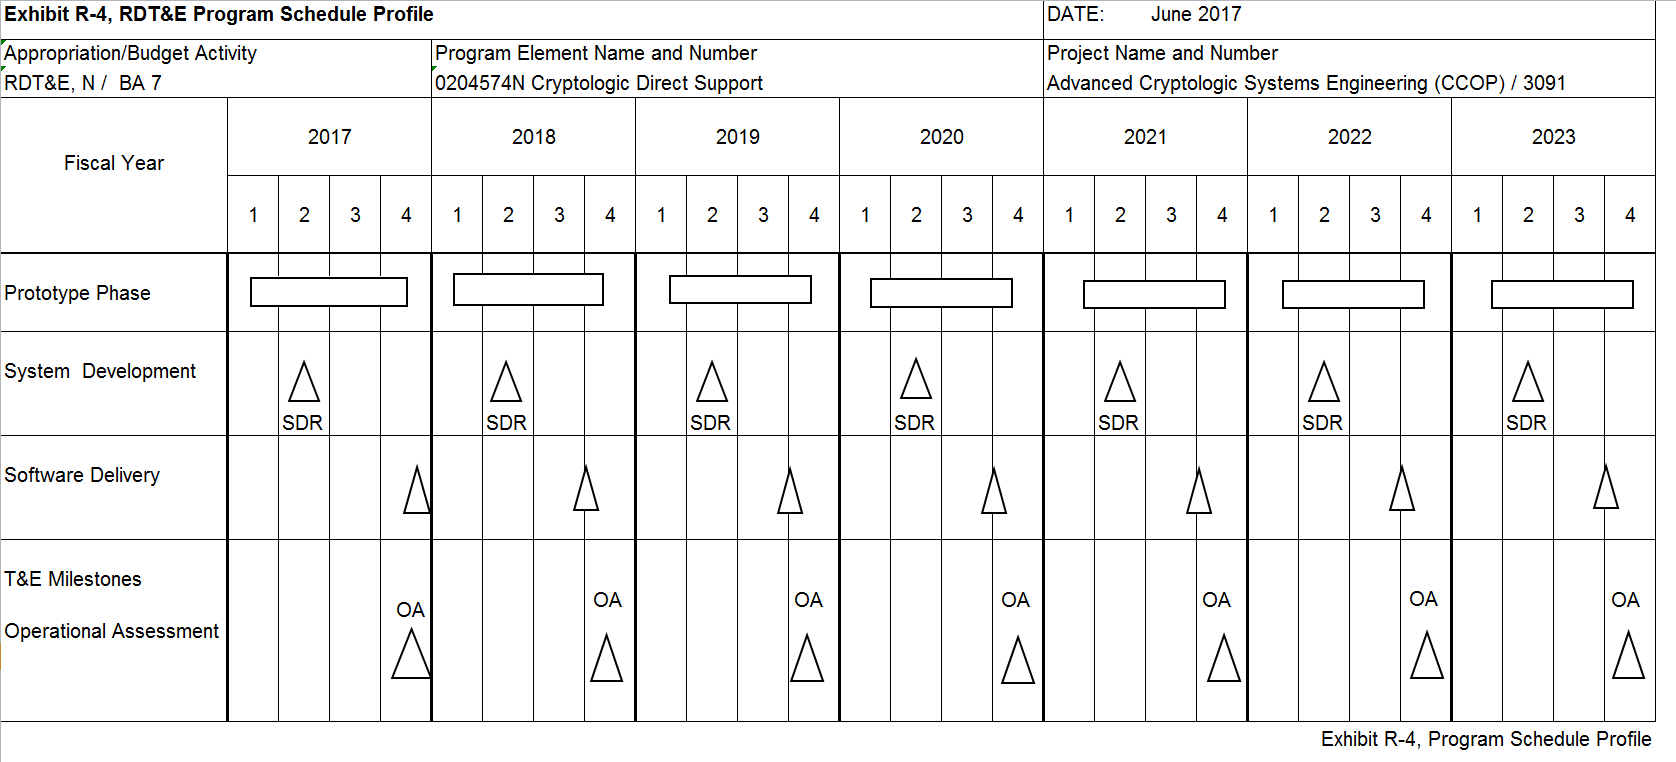 Exhibit R-4, RDT&E Program Schedule Profile DATE: June 2017
Appropriation/Budget Activity Program Element Name and Number Project Name and Number
RDT&E, N / BA 7 0204574N Cryptologic Direct Support Advanced Cryptologic Systems Engineering (CCOP) / 3091
2017 2018 2019 2020 2021 2022 2023
Fiscal Year
1 2 3 4 1 2 3 4 1 2 3 4 1 2 3 4 1 2 3 4 1 2 3 4 1 2 3 4
Prototype Phase
System Development
SDR SDR SDR SDR SDR SDR SDR
Software Delivery
T&E Milestones
OA OA OA OA OA OA OA
Operational Assessment
Exhibit R-4, Program Schedule Profile